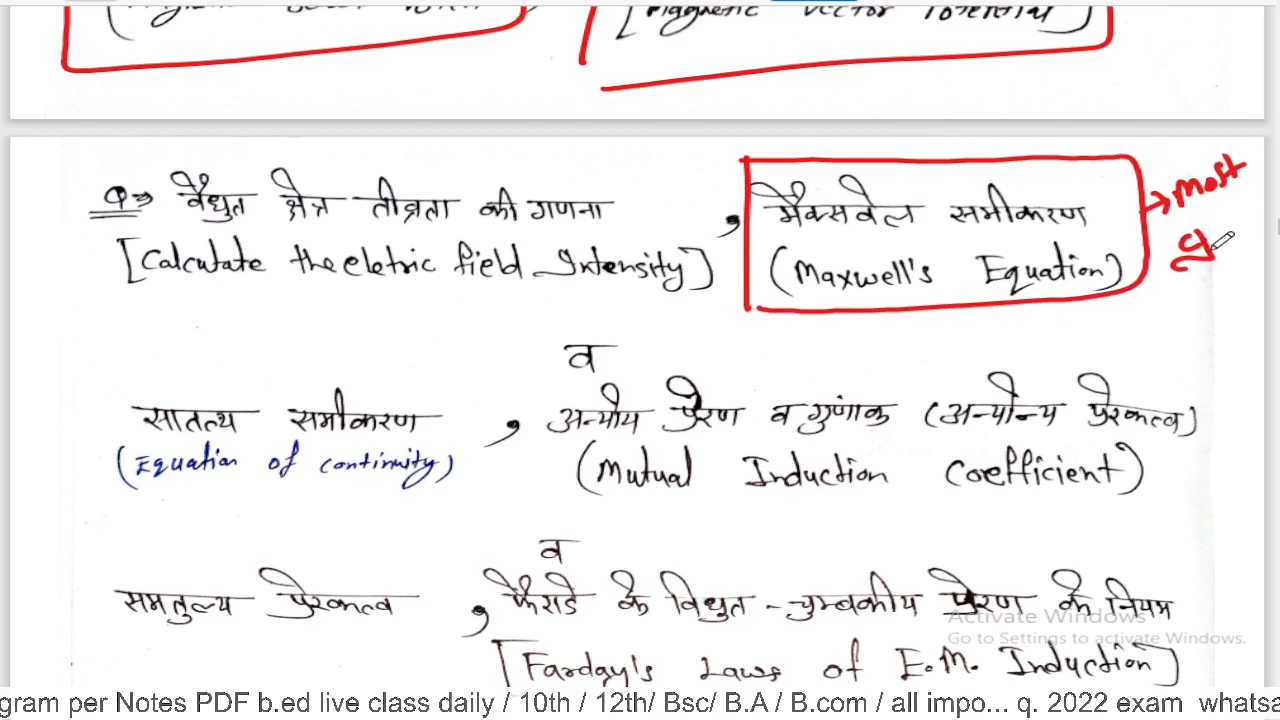 [Magnetic Vector Potential]
Q⇒ वैधुत क्षेत्र तीव्रता की गणना , मैक्सवेल समीकरण → most
[Calcutate the eletric field Intensity] (Maxwell's Equation)
व
सातत्य समीकरण , अन्योय प्रेरण व गुणांक (अन्योन्य प्रेरकत्व)
(Equation of continuity) (Mutual Induction Coefficient)
व
समतुल्य प्रेरकत्व , फैराडे के विधुत - चुम्बकीय प्रेरण के नियम
Activate Windows
Go to Settings to activate Windows.
[Farday's Laws of E.M. Induction]
gram per Notes PDF b.ed live class daily / 10th / 12th/ Bsc/ B.A / B.com / all impo... q. 2022 exam whatsa